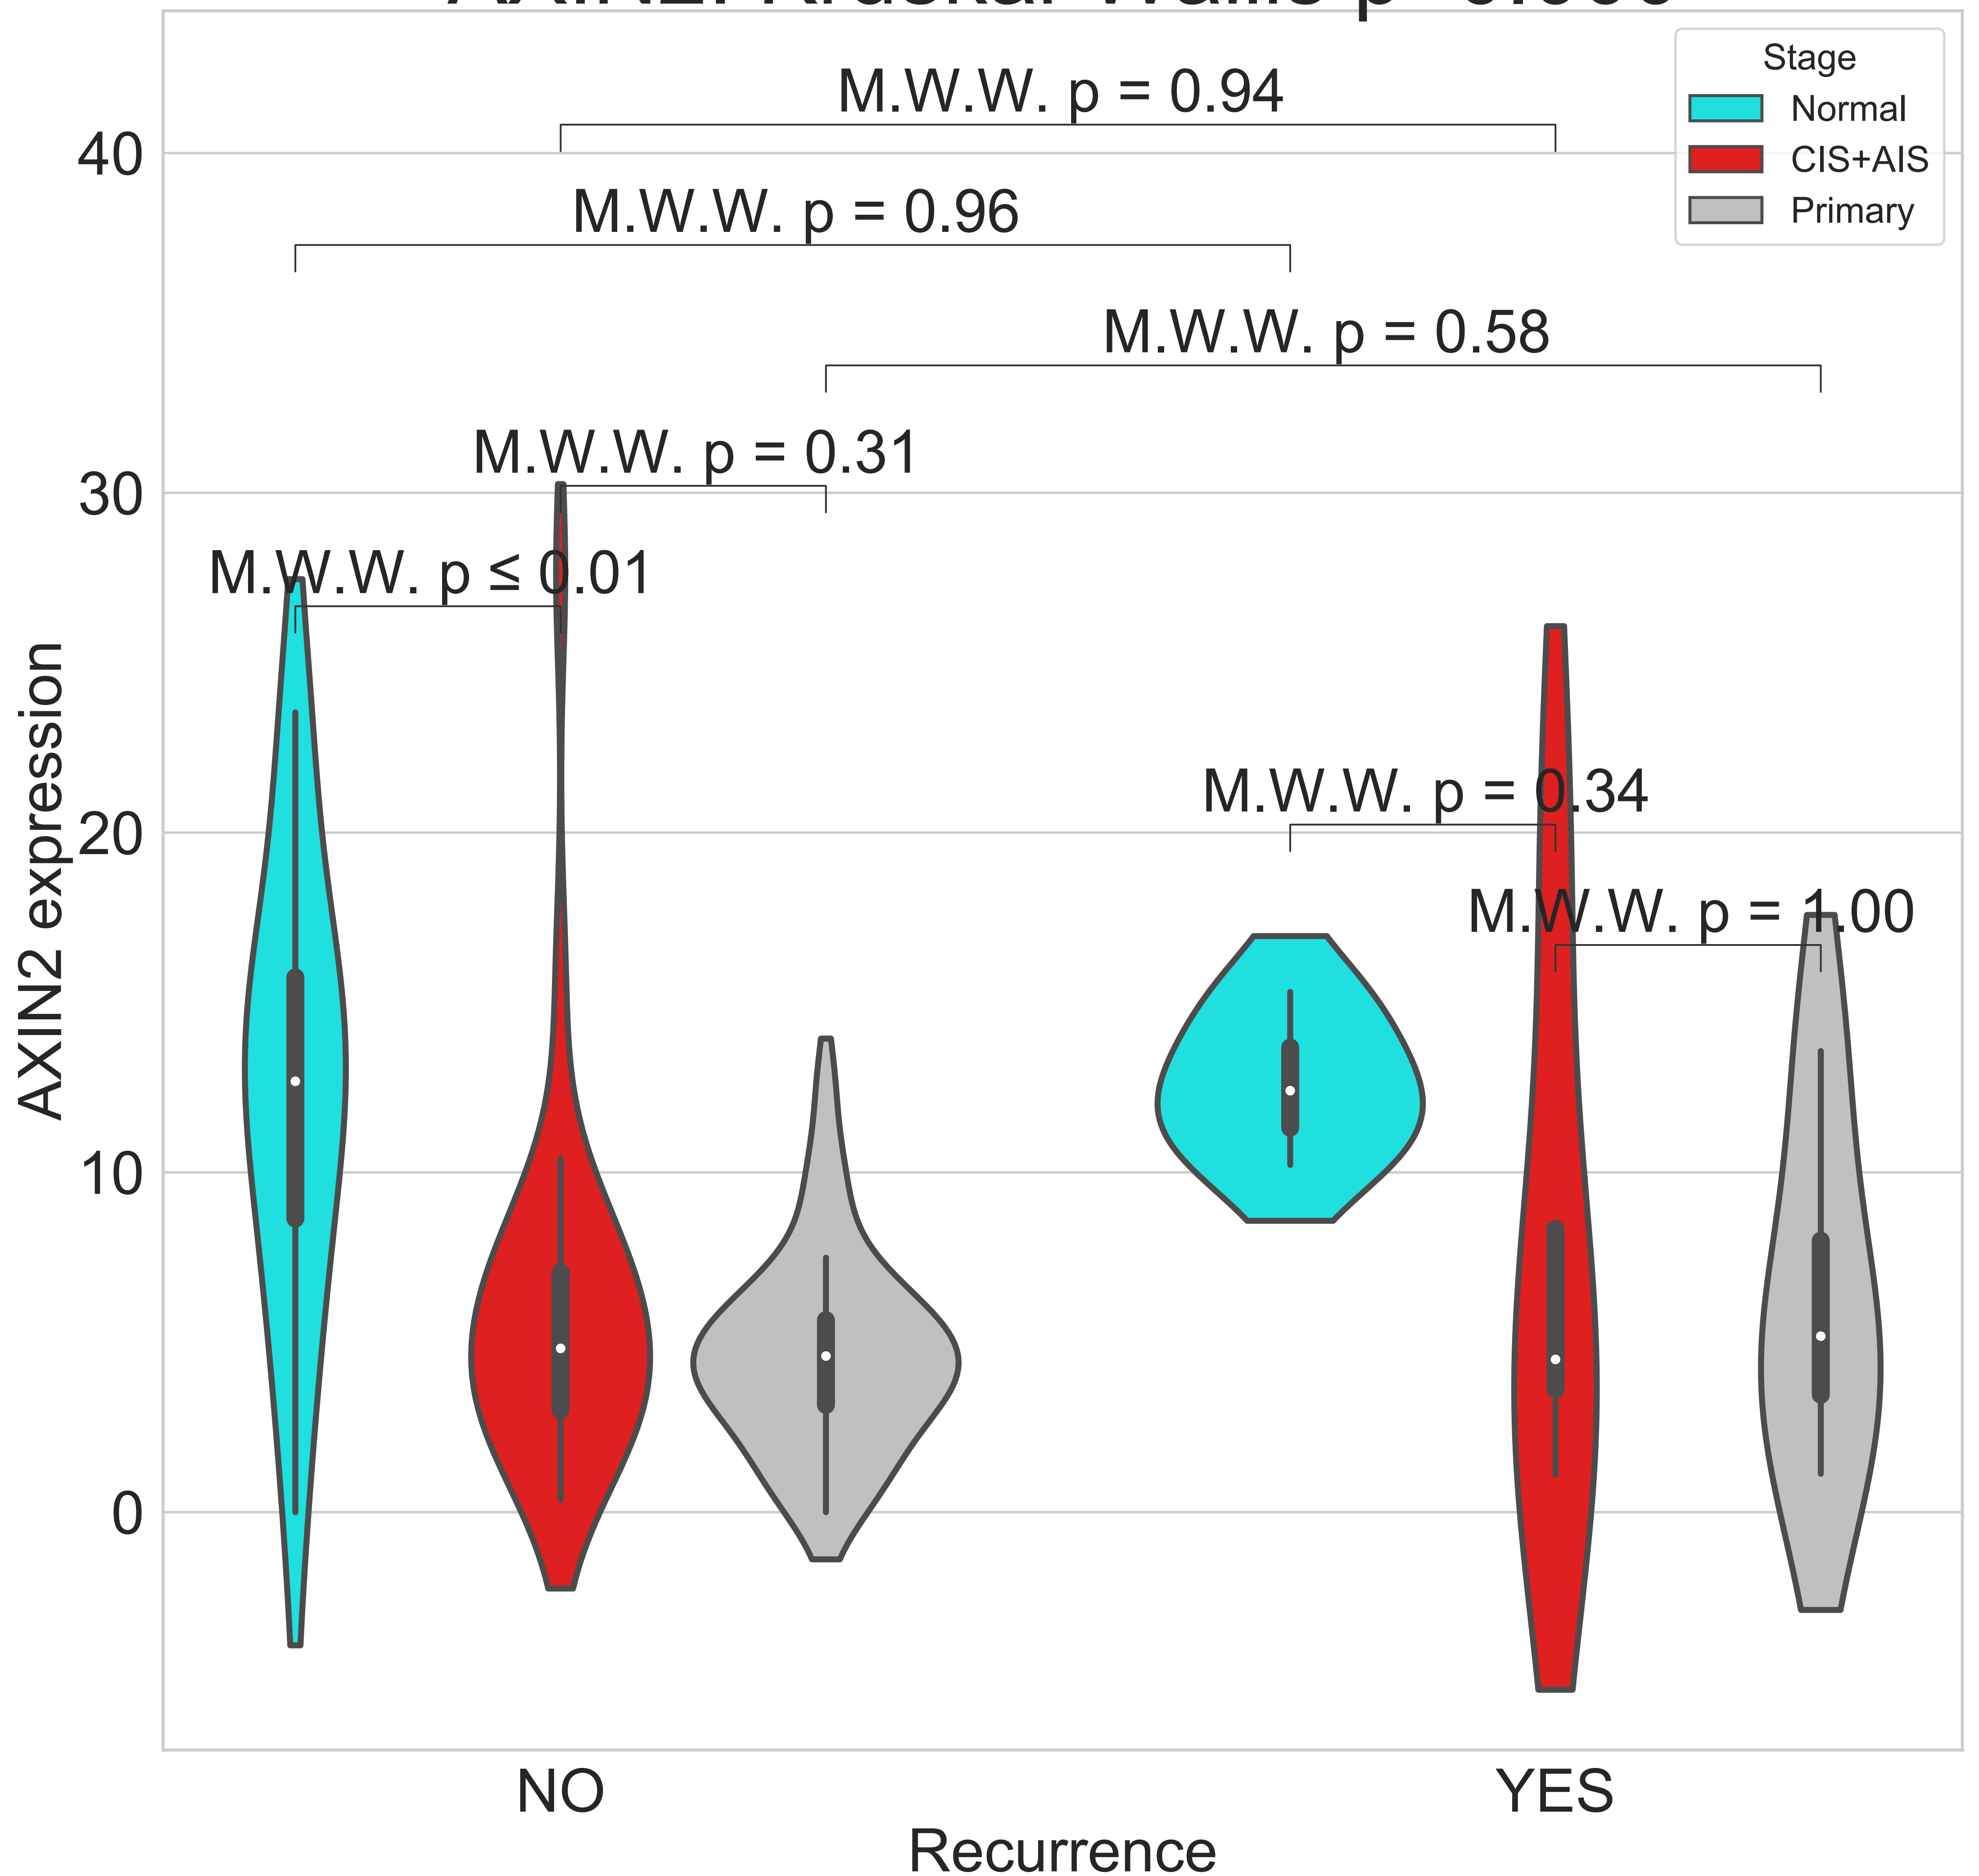 Stage
Normal
CIS+AIS
Primary
M.W.W. p = 0.94
M.W.W. p = 0.96
M.W.W. p = 0.58
M.W.W. p = 0.31
M.W.W. p ≤ 0.01
M.W.W. p = 0.34
M.W.W. p = 1.00
40
30
20
10
0
AXIN2 expression
NO
YES
Recurrence